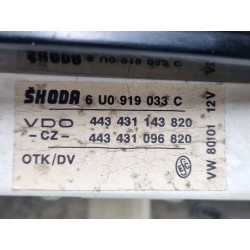 ŠKODA 6 U0 919 033 C
VDO 443 431 143 820
-CZ- 443 431 096 820
OTK/DV
VW 80101 12V